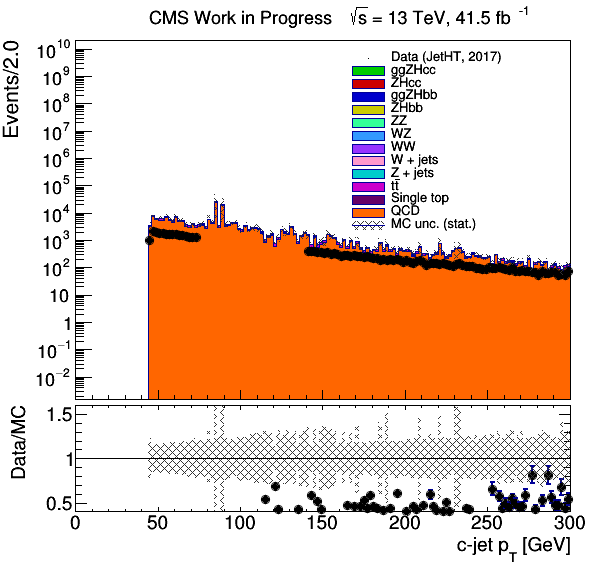 CMS Work in Progress √s = 13 TeV, 41.5 fb⁻¹
Events/2.0
10¹⁰
10⁹
10⁸
10⁷
10⁶
10⁵
10⁴
10³
10²
10
1
10⁻¹
10⁻²
Data (JetHT, 2017)
ggZHcc
ZHcc
ggZHbb
ZHbb
ZZ
WZ
WW
W + jets
Z + jets
tt̄
Single top
QCD
MC unc. (stat.)
Data/MC
1.5
1
0.5
0 50 100 150 200 250 300
c-jet p_T [GeV]